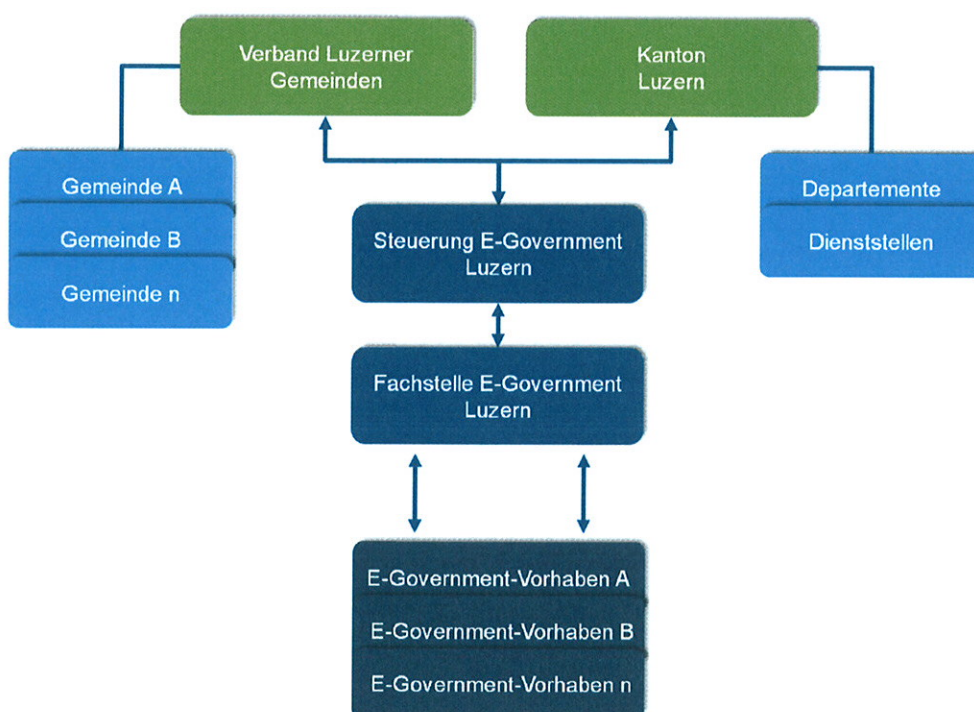 Verband Luzerner
Gemeinden
Kanton
Luzern
Gemeinde A
Gemeinde B
Gemeinde n
Departemente
Dienststellen
Steuerung E-Government
Luzern
Fachstelle E-Government
Luzern
E-Government-Vorhaben A
E-Government-Vorhaben B
E-Government-Vorhaben n